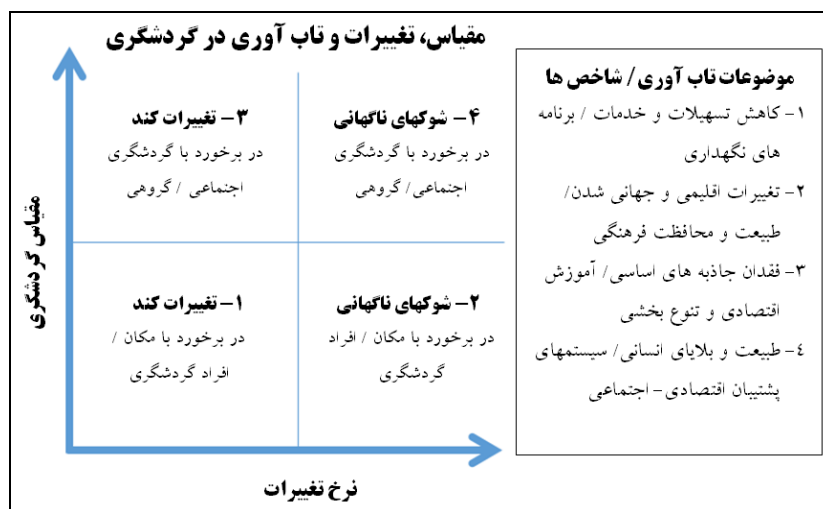 مقیاس، تغییرات و تاب آوری در گردشگری
۴- شوکهای ناگهانی
در برخورد با گردشگری
اجتماعی/ گروهی
۳- تغییرات کند
در برخورد با گردشگری
اجتماعی / گروهی
۲- شوکهای ناگهانی
در برخورد با مکان / افراد
گردشگری
۱- تغییرات کند
در برخورد با مکان /
افراد گردشگری
مقیاس گردشگری
نرخ تغییرات
موضوعات تاب آوری/ شاخص ها
۱- کاهش تسهیلات و خدمات / برنامه
های نگهداری
۲- تغییرات اقلیمی و جهانی شدن/
طبیعت و محافظت فرهنگی
۳- فقدان جاذبه های اساسی/ آموزش
اقتصادی و تنوع بخشی
٤- طبیعت و بلایای انسانی/ سیستمهای
پشتیبان اقتصادی- اجتماعی